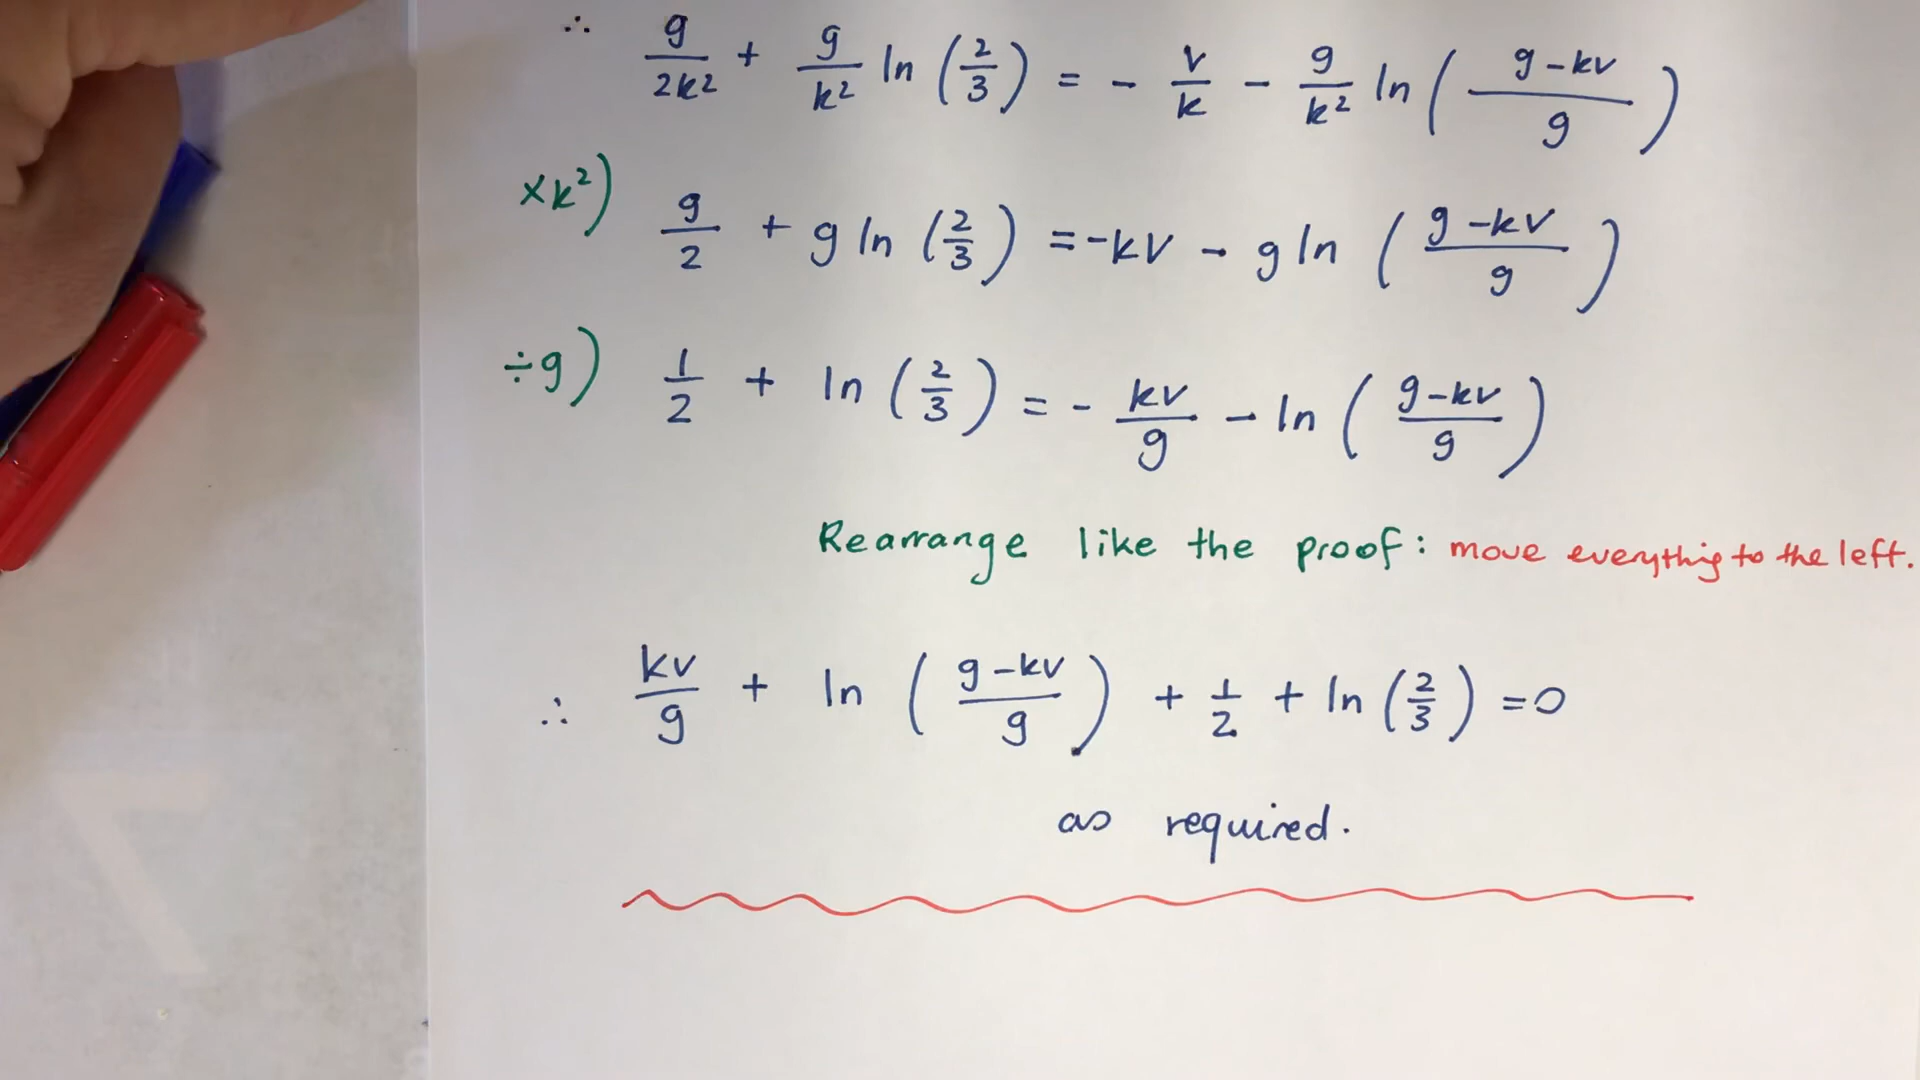 ∴ g/2k² + g/k² ln (2/3) = - v/k - g/k² ln ( (g-kv)/g )
×k²) g/2 + g ln (2/3) = -kv - g ln ( (g-kv)/g )
÷g) 1/2 + ln (2/3) = - kv/g - ln ( (g-kv)/g )
Rearrange like the proof: move everything to the left.
∴ kv/g + ln ( (g-kv)/g ) + 1/2 + ln (2/3) = 0
as required.